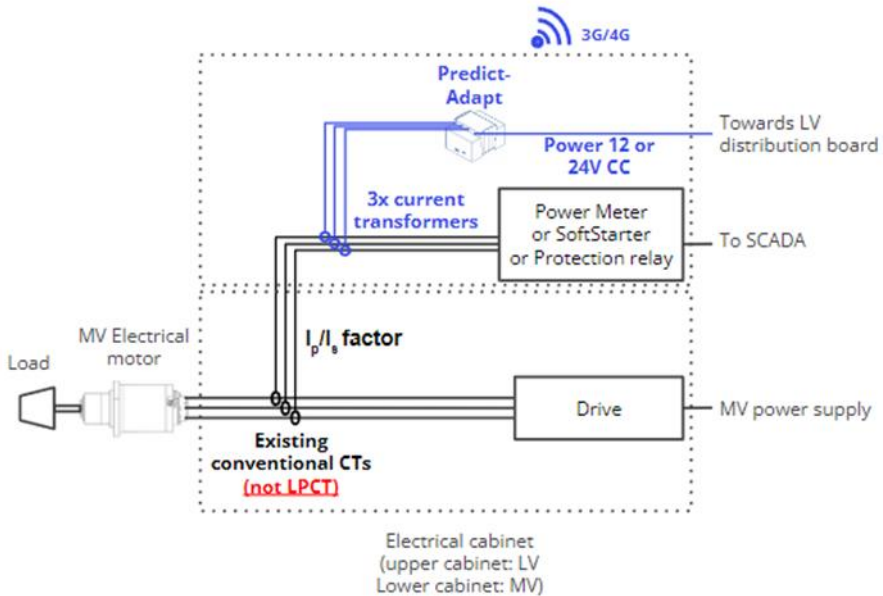 3G/4G
Predict-
Adapt
Towards LV
distribution board
Power 12 or
24V CC
3x current
transformers
Power Meter
or SoftStarter
or Protection relay
To SCADA
MV Electrical
motor
Load
Ip/Is factor
Drive
MV power supply
Existing
conventional CTs
(not LPCT)
Electrical cabinet
(upper cabinet: LV
Lower cabinet: MV)